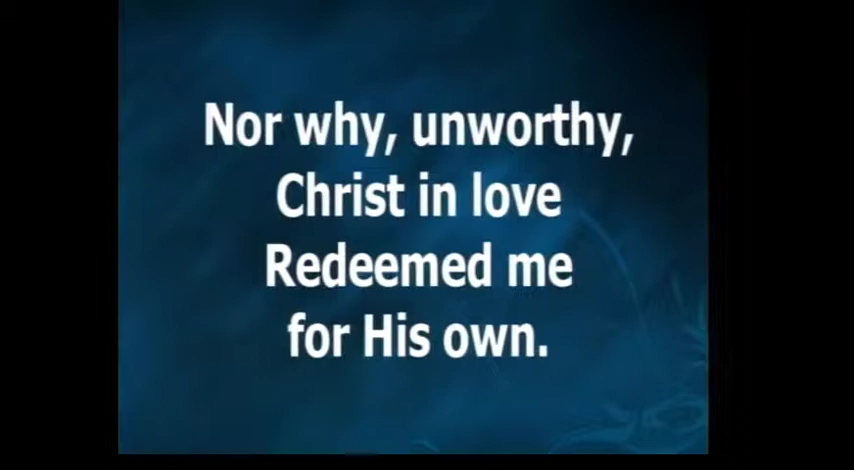 Nor why, unworthy,
Christ in love
Redeemed me
for His own.